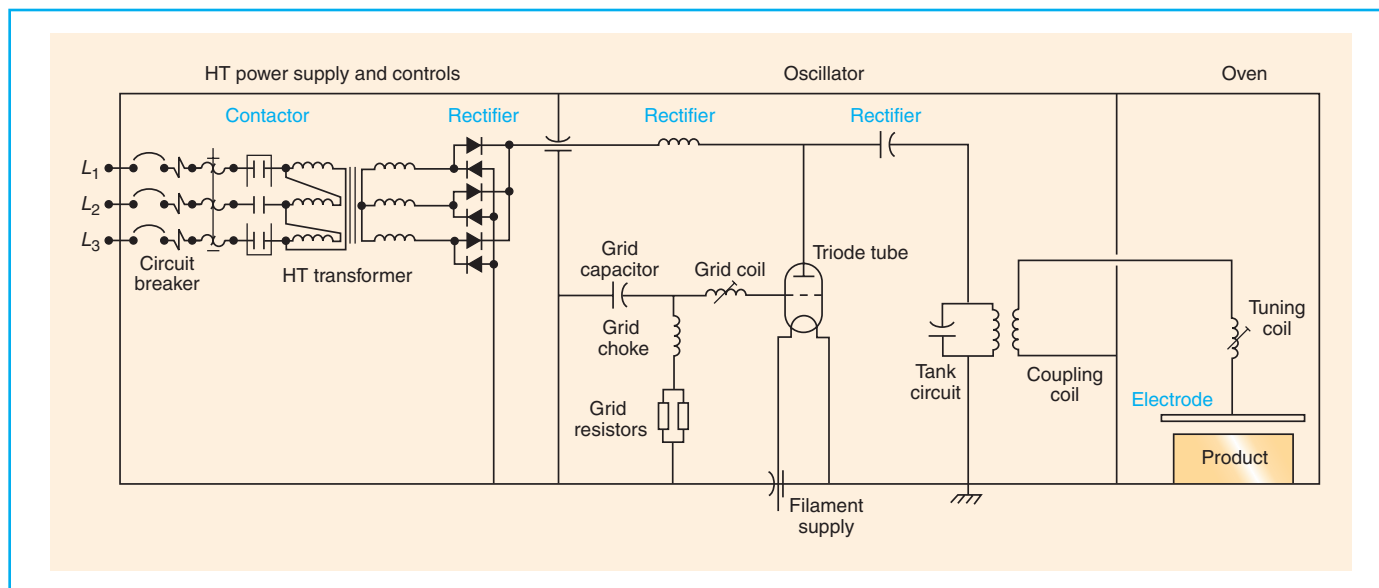 HT power supply and controls
Oscillator
Oven
Contactor
Rectifier
Rectifier
Rectifier
L1
L2
L3
Circuit
breaker
HT transformer
Grid
capacitor
Grid coil
Triode tube
Grid
choke
Grid
resistors
Filament
supply
Tank
circuit
Coupling
coil
Tuning
coil
Electrode
Product